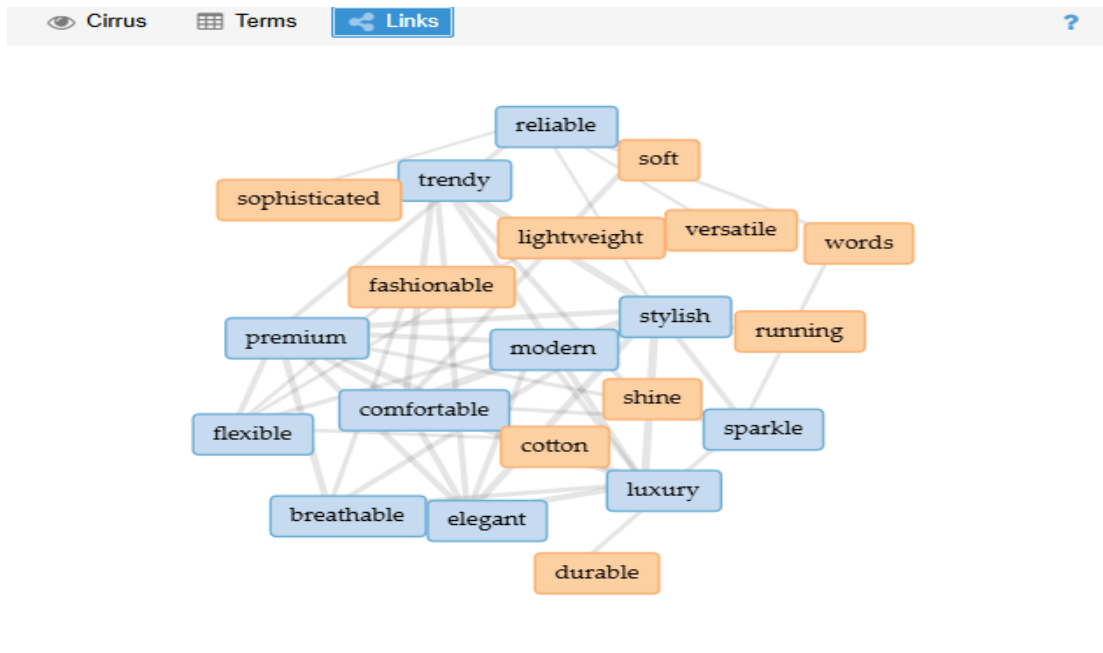 Cirrus Terms Links ?
reliable
soft
trendy
sophisticated
versatile
lightweight
words
fashionable
stylish
running
premium
modern
shine
comfortable
sparkle
flexible
cotton
luxury
breathable
elegant
durable